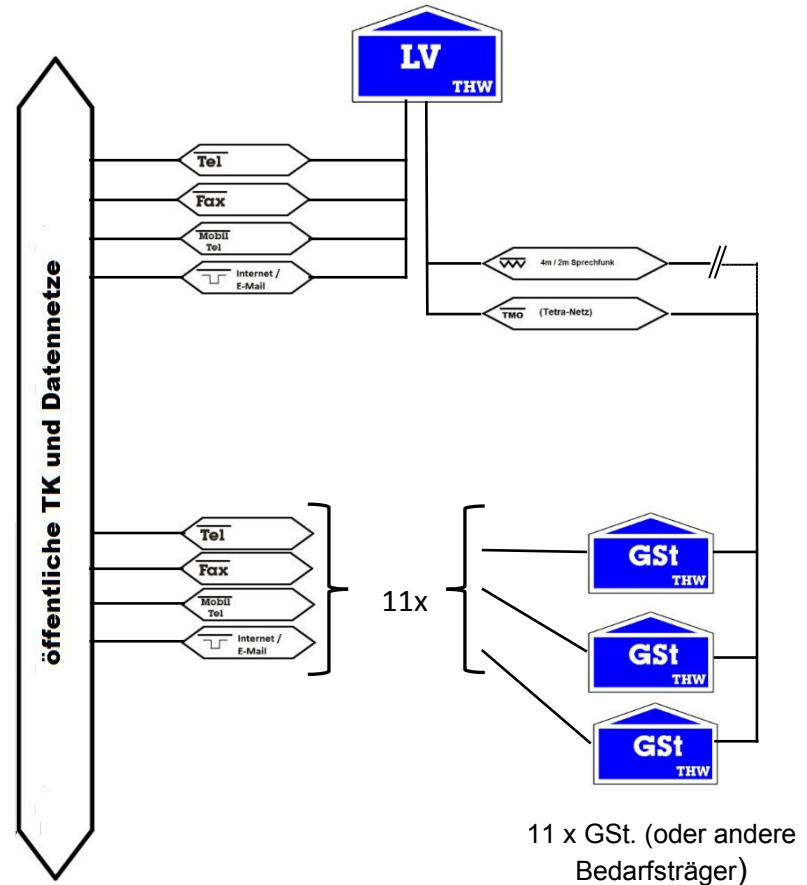 LV
THW
Tel
Fax
Mobil
Tel
Internet /
E-Mail
4m / 2m Sprechfunk
TMO (Tetra-Netz)
öffentliche TK und Datennetze
Tel
Fax
Mobil
Tel
Internet /
E-Mail
11x
GSt
THW
GSt
THW
GSt
THW
11 x GSt. (oder andere
Bedarfsträger)